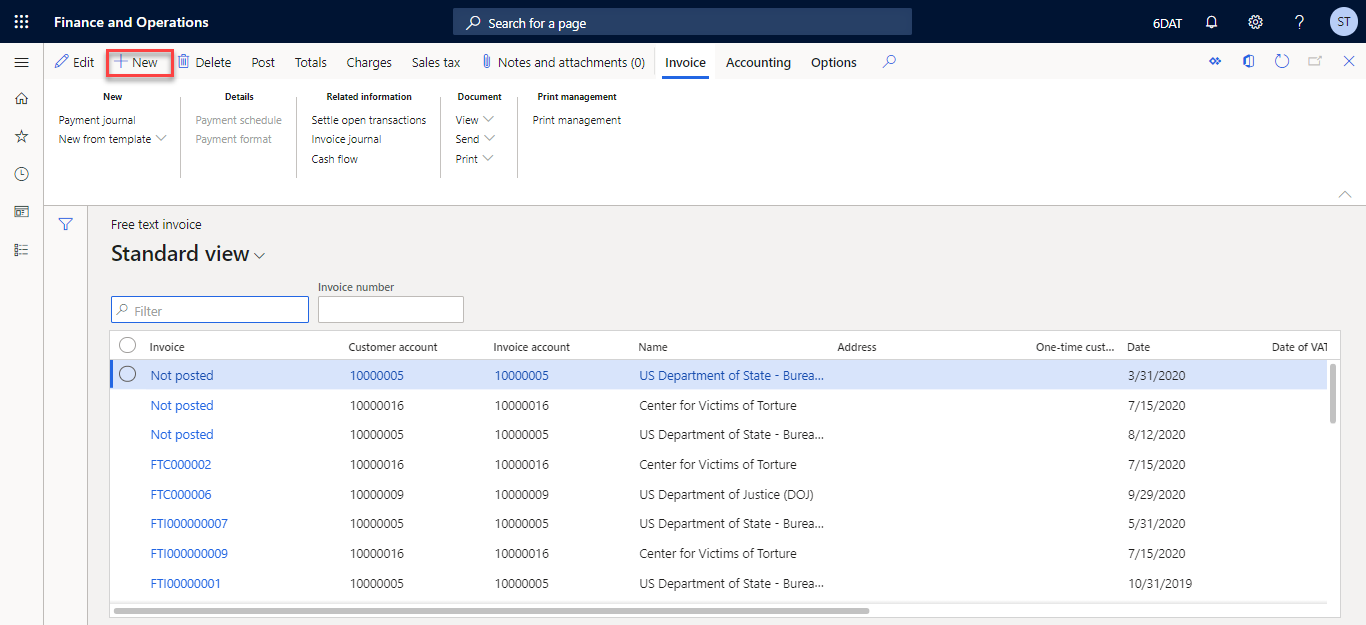 Finance and Operations
Search for a page
6DAT
?
ST
Edit
New
Delete
Post
Totals
Charges
Sales tax
Notes and attachments (0)
Invoice
Accounting
Options
New
Payment journal
New from template
Details
Payment schedule
Payment format
Related information
Settle open transactions
Invoice journal
Cash flow
Document
View
Send
Print
Print management
Print management
Free text invoice
Standard view
Invoice number
Filter
Invoice Customer account Invoice account Name Address One-time cust... Date Date of VAT
Not posted 10000005 10000005 US Department of State - Burea... 3/31/2020
Not posted 10000016 10000016 Center for Victims of Torture 7/15/2020
Not posted 10000005 10000005 US Department of State - Burea... 8/12/2020
FTC000002 10000016 10000016 Center for Victims of Torture 7/15/2020
FTC000006 10000009 10000009 US Department of Justice (DOJ) 9/29/2020
FTI000000007 10000005 10000005 US Department of State - Burea... 5/31/2020
FTI000000009 10000016 10000016 Center for Victims of Torture 7/15/2020
FTI00000001 10000005 10000005 US Department of State - Burea... 10/31/2019